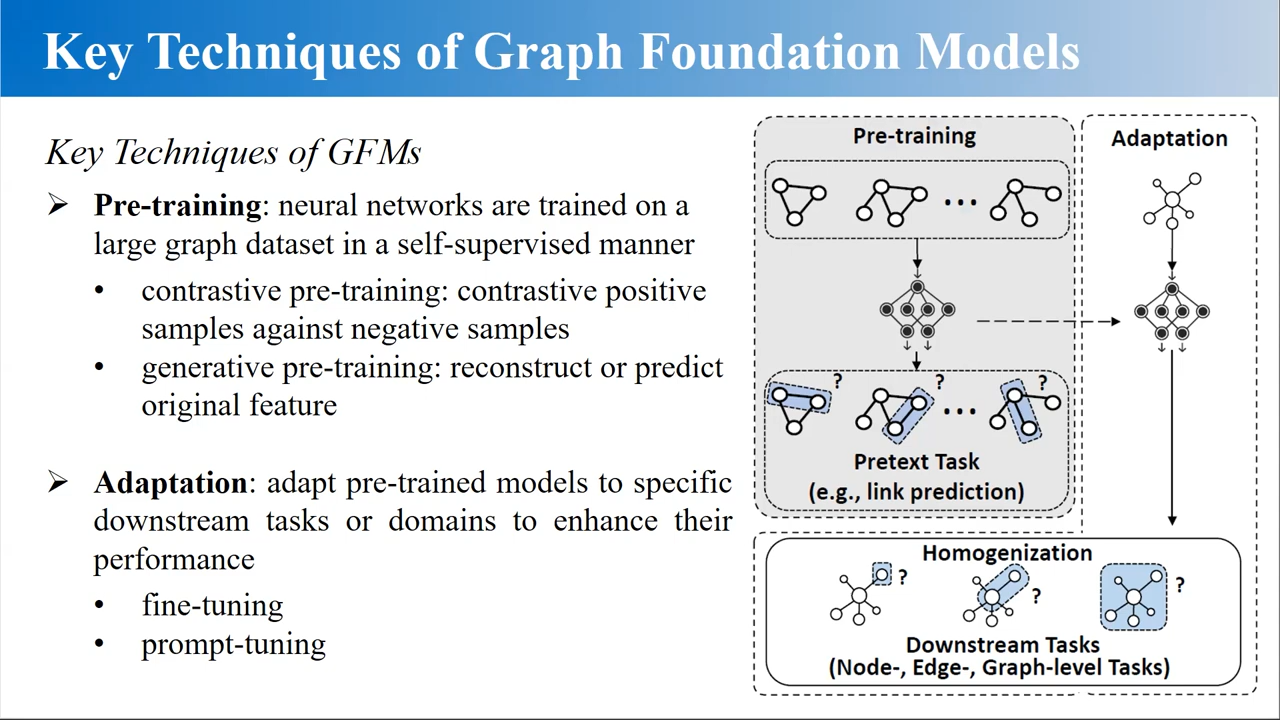 Key Techniques of Graph Foundation Models
Key Techniques of GFMs
➢ Pre-training: neural networks are trained on a
large graph dataset in a self-supervised manner
• contrastive pre-training: contrastive positive
samples against negative samples
• generative pre-training: reconstruct or predict
original feature
➢ Adaptation: adapt pre-trained models to specific
downstream tasks or domains to enhance their
performance
• fine-tuning
• prompt-tuning
Pre-training
...
? ? ... ?
Pretext Task
(e.g., link prediction)
Adaptation
Homogenization
? ? ?
Downstream Tasks
(Node-, Edge-, Graph-level Tasks)